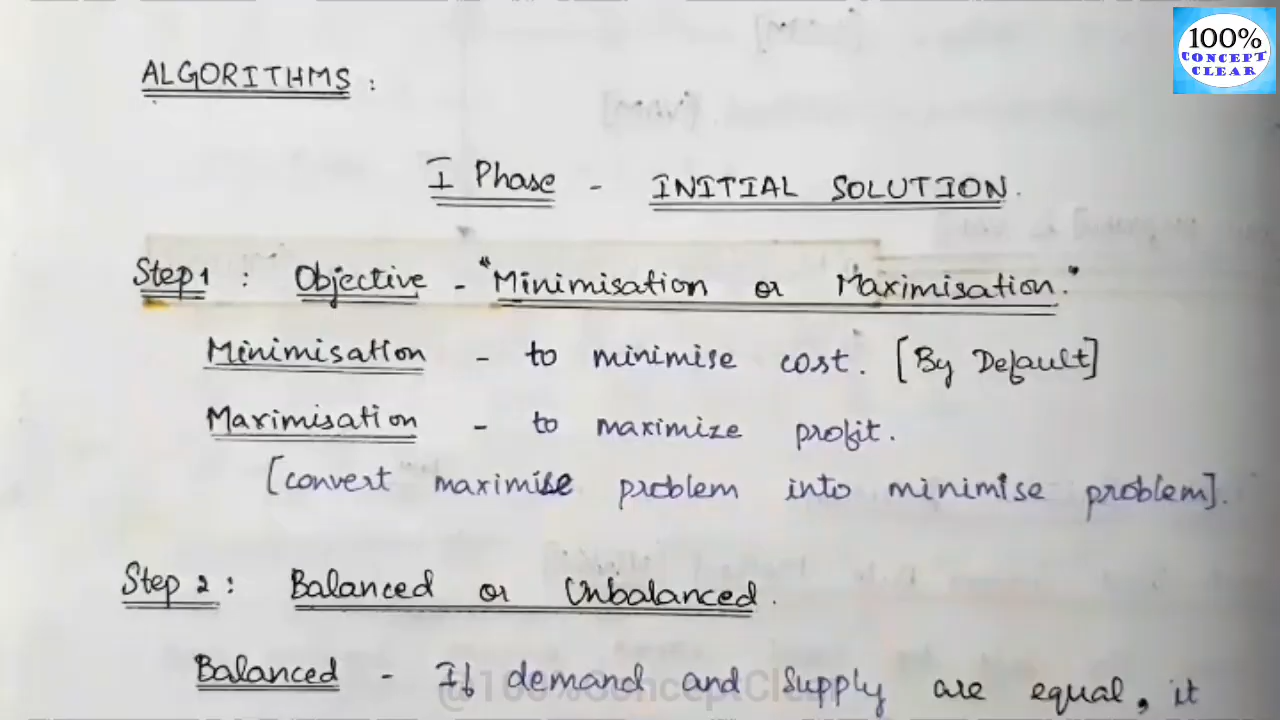 100%
CONCEPT
CLEAR
ALGORITHMS :
I Phase - INITIAL SOLUTION.
Step 1 : Objective - "Minimisation or Maximisation."
Minimisation - to minimise cost. [By Default]
Maximisation - to maximize profit.
[convert maximise problem into minimise problem].
Step 2 : Balanced or Unbalanced.
Balanced - If demand and supply are equal, it
@100%ConceptClear